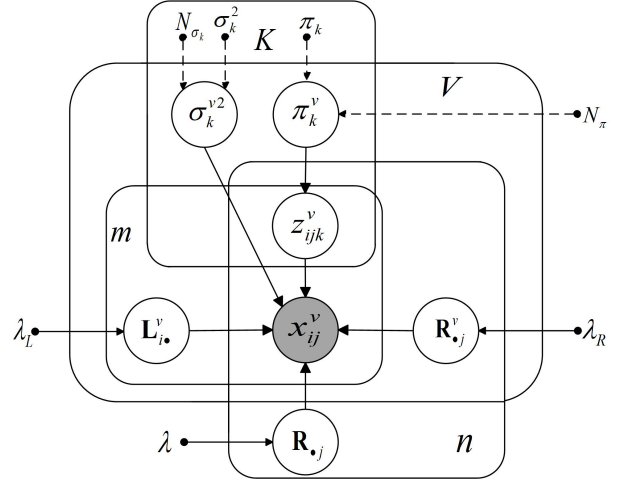 N_{σ_k} σ_k^2 π_k
K
V
σ_k^{v2} π_k^v N_π
z_{ijk}^v
m
λ_L L_{i•}^v x_{ij}^v R_{•j}^v λ_R
λ R_{•j} n